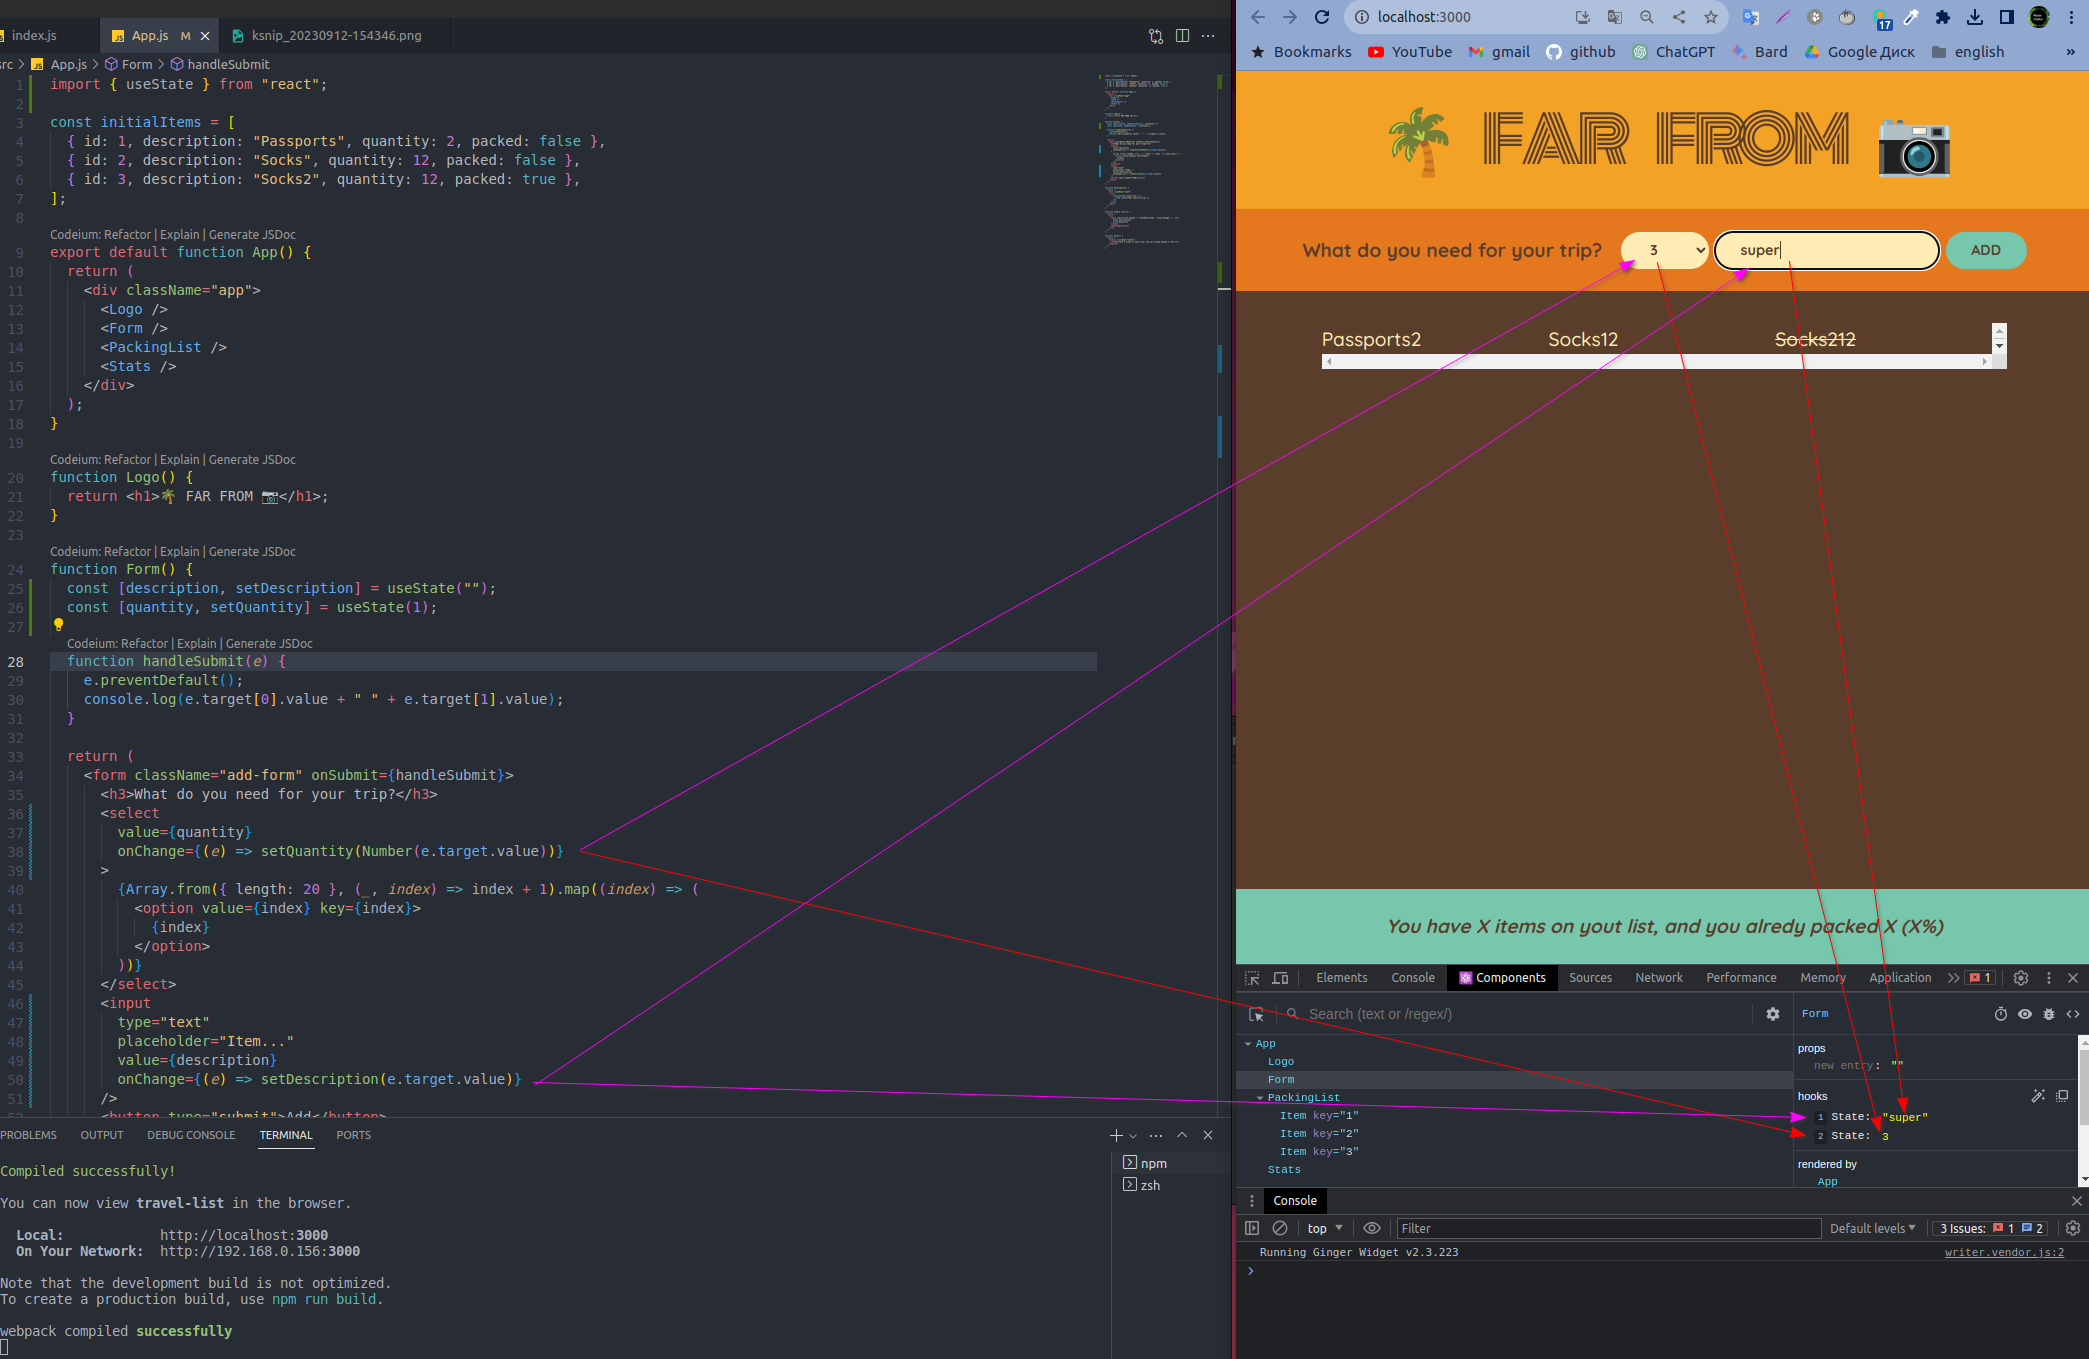 index.js
App.js M
ksnip_20230912-154346.png
src > App.js > Form > handleSubmit
1 import { useState } from "react";
2
3 const initialItems = [
4 { id: 1, description: "Passports", quantity: 2, packed: false },
5 { id: 2, description: "Socks", quantity: 12, packed: false },
6 { id: 3, description: "Socks2", quantity: 12, packed: true },
7 ];
8
Codeium: Refactor | Explain | Generate JSDoc
9 export default function App() {
10 return (
11 <div className="app">
12 <Logo />
13 <Form />
14 <PackingList />
15 <Stats />
16 </div>
17 );
18 }
19
Codeium: Refactor | Explain | Generate JSDoc
20 function Logo() {
21 return <h1>🌴 FAR FROM 📷</h1>;
22 }
23
Codeium: Refactor | Explain | Generate JSDoc
24 function Form() {
25 const [description, setDescription] = useState("");
26 const [quantity, setQuantity] = useState(1);
27
Codeium: Refactor | Explain | Generate JSDoc
28 function handleSubmit(e) {
29 e.preventDefault();
30 console.log(e.target[0].value + " " + e.target[1].value);
31 }
32
33 return (
34 <form className="add-form" onSubmit={handleSubmit}>
35 <h3>What do you need for your trip?</h3>
36 <select
37 value={quantity}
38 onChange={(e) => setQuantity(Number(e.target.value))}
39 >
40 {Array.from({ length: 20 }, (_, index) => index + 1).map((index) => (
41 <option value={index} key={index}>
42 {index}
43 </option>
44 ))}
45 </select>
46 <input
47 type="text"
48 placeholder="Item..."
49 value={description}
50 onChange={(e) => setDescription(e.target.value)}
51 />
52 <button type="submit">Add</button>
PROBLEMS OUTPUT DEBUG CONSOLE TERMINAL PORTS
npm
zsh
Compiled successfully!
You can now view travel-list in the browser.
Local: http://localhost:3000
On Your Network: http://192.168.0.156:3000
Note that the development build is not optimized.
To create a production build, use npm run build.
webpack compiled successfully
localhost:3000
17
Bookmarks YouTube gmail github ChatGPT Bard Google Диск english »
🌴 FAR FROM 📷
What do you need for your trip? 3 super ADD
Passports2 Socks12 Socks212
You have X items on yout list, and you alredy packed X (X%)
Elements Console Components Sources Network Performance Memory Application 1
Search (text or /regex/)
App
Logo
Form
PackingList
Item key="1"
Item key="2"
Item key="3"
Stats
Form
props
new entry: ""
hooks
1 State: "super"
2 State: 3
rendered by
App
Console
top Filter Default levels 3 Issues: 1 2
Running Ginger Widget v2.3.223 writer.vendor.js:2